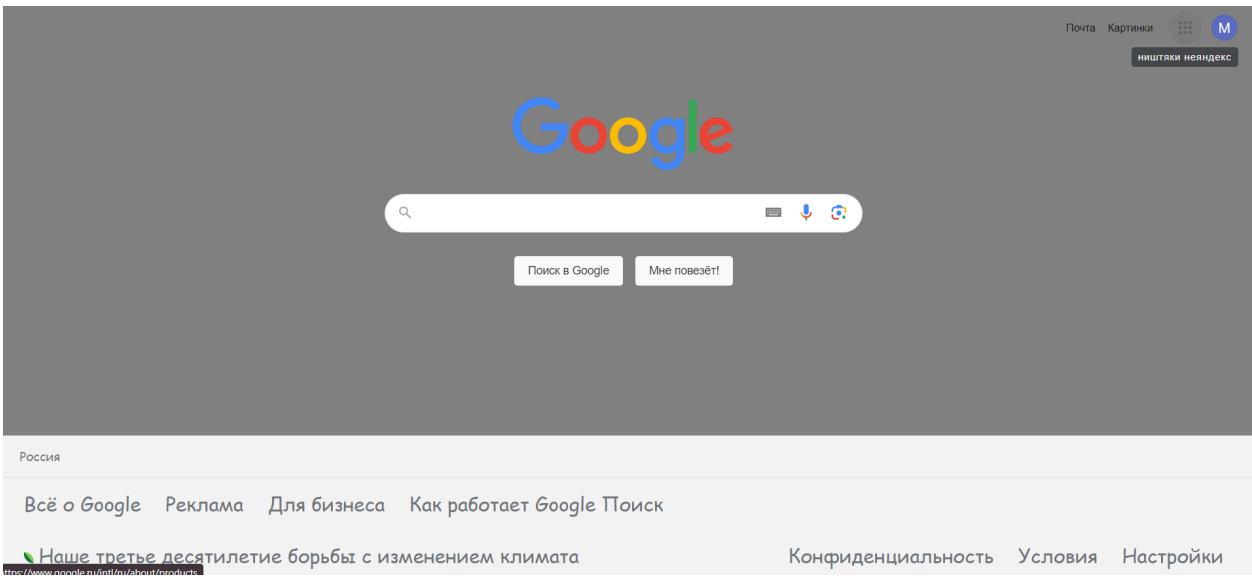 Почта Картинки M
ништяки неяндекс
Google
Поиск в Google Мне повезёт!
Россия
Всё о Google Реклама Для бизнеса Как работает Google Поиск
Наше третье десятилетие борьбы с изменением климата Конфиденциальность Условия Настройки
ttps://www.google.ru/intl/ru/about/products